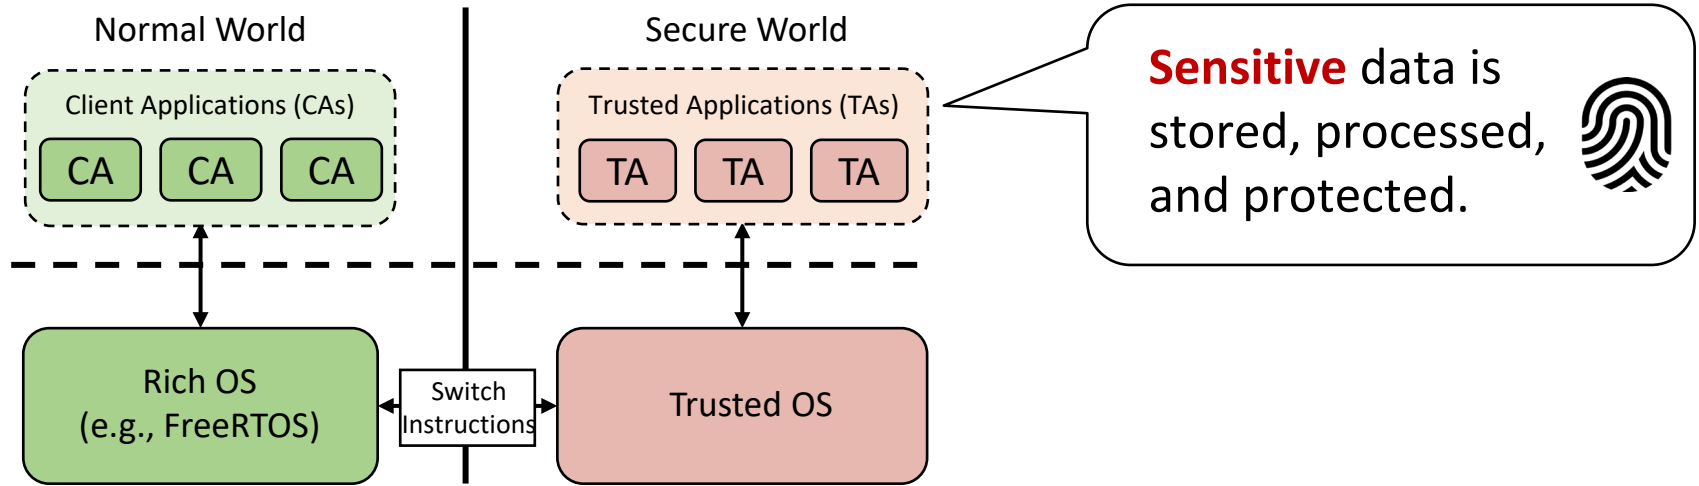 Normal World
Secure World
Client Applications (CAs)
CA
CA
CA
Trusted Applications (TAs)
TA
TA
TA
Sensitive data is
stored, processed,
and protected.
Rich OS
(e.g., FreeRTOS)
Switch
Instructions
Trusted OS